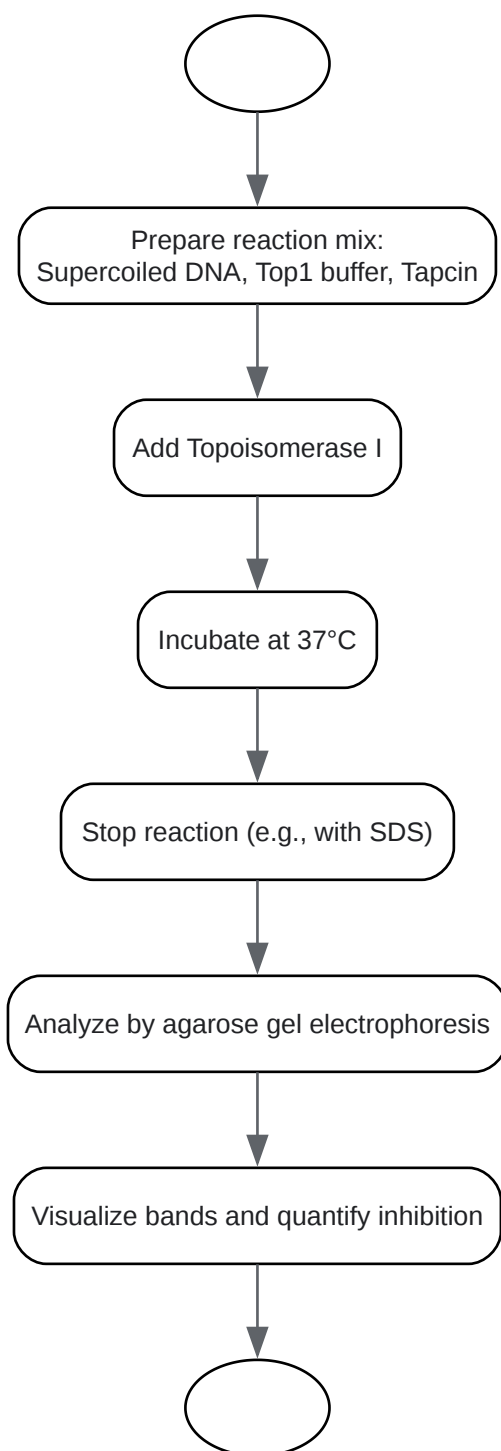 Prepare reaction mix:
Supercoiled DNA, Top1 buffer, Tapcin
Add Topoisomerase I
Incubate at 37°C
Stop reaction (e.g., with SDS)
Analyze by agarose gel electrophoresis
Visualize bands and quantify inhibition